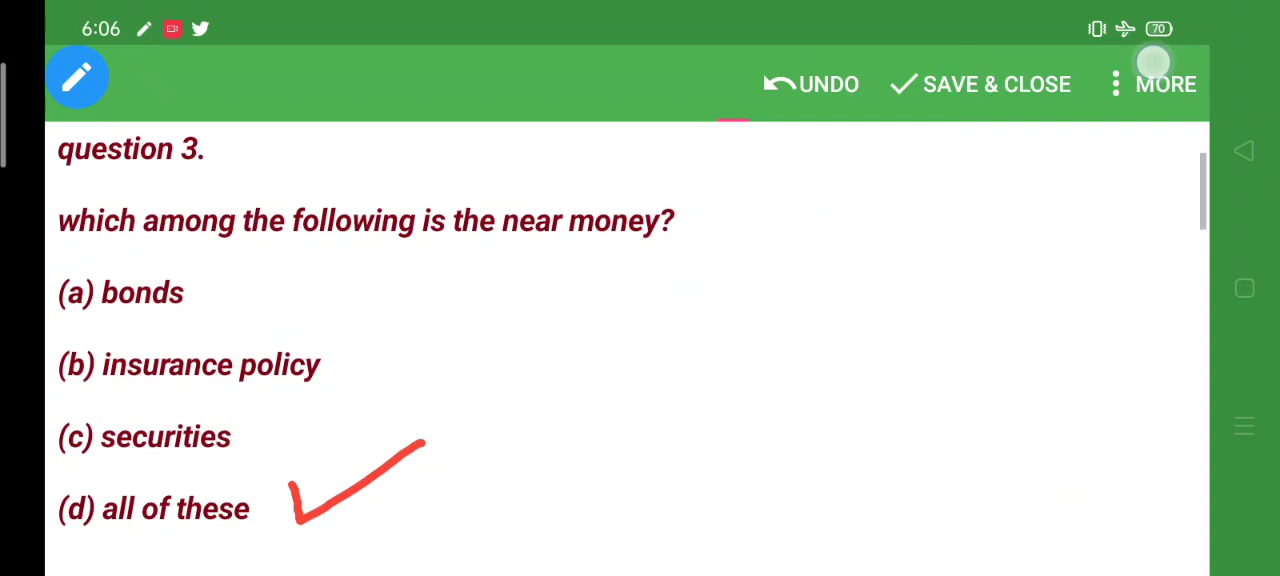 6:06
70
UNDO SAVE & CLOSE MORE
question 3.
which among the following is the near money?
(a) bonds
(b) insurance policy
(c) securities
(d) all of these